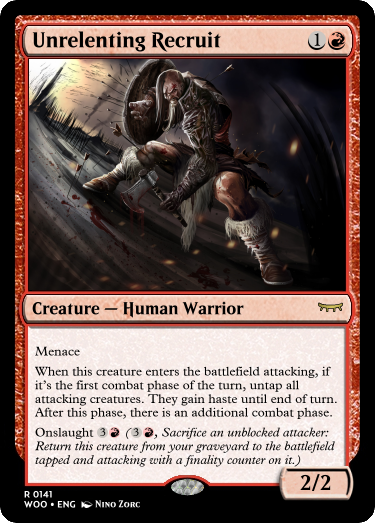 Unrelenting Recruit 1
Creature — Human Warrior
Menace
When this creature enters the battlefield attacking, if
it's the first combat phase of the turn, untap all
attacking creatures. They gain haste until end of turn.
After this phase, there is an additional combat phase.
Onslaught 3 (3, Sacrifice an unblocked attacker:
Return this creature from your graveyard to the battlefield
tapped and attacking with a finality counter on it.)
2/2
R 0141
WOO • ENG Nino Zorc